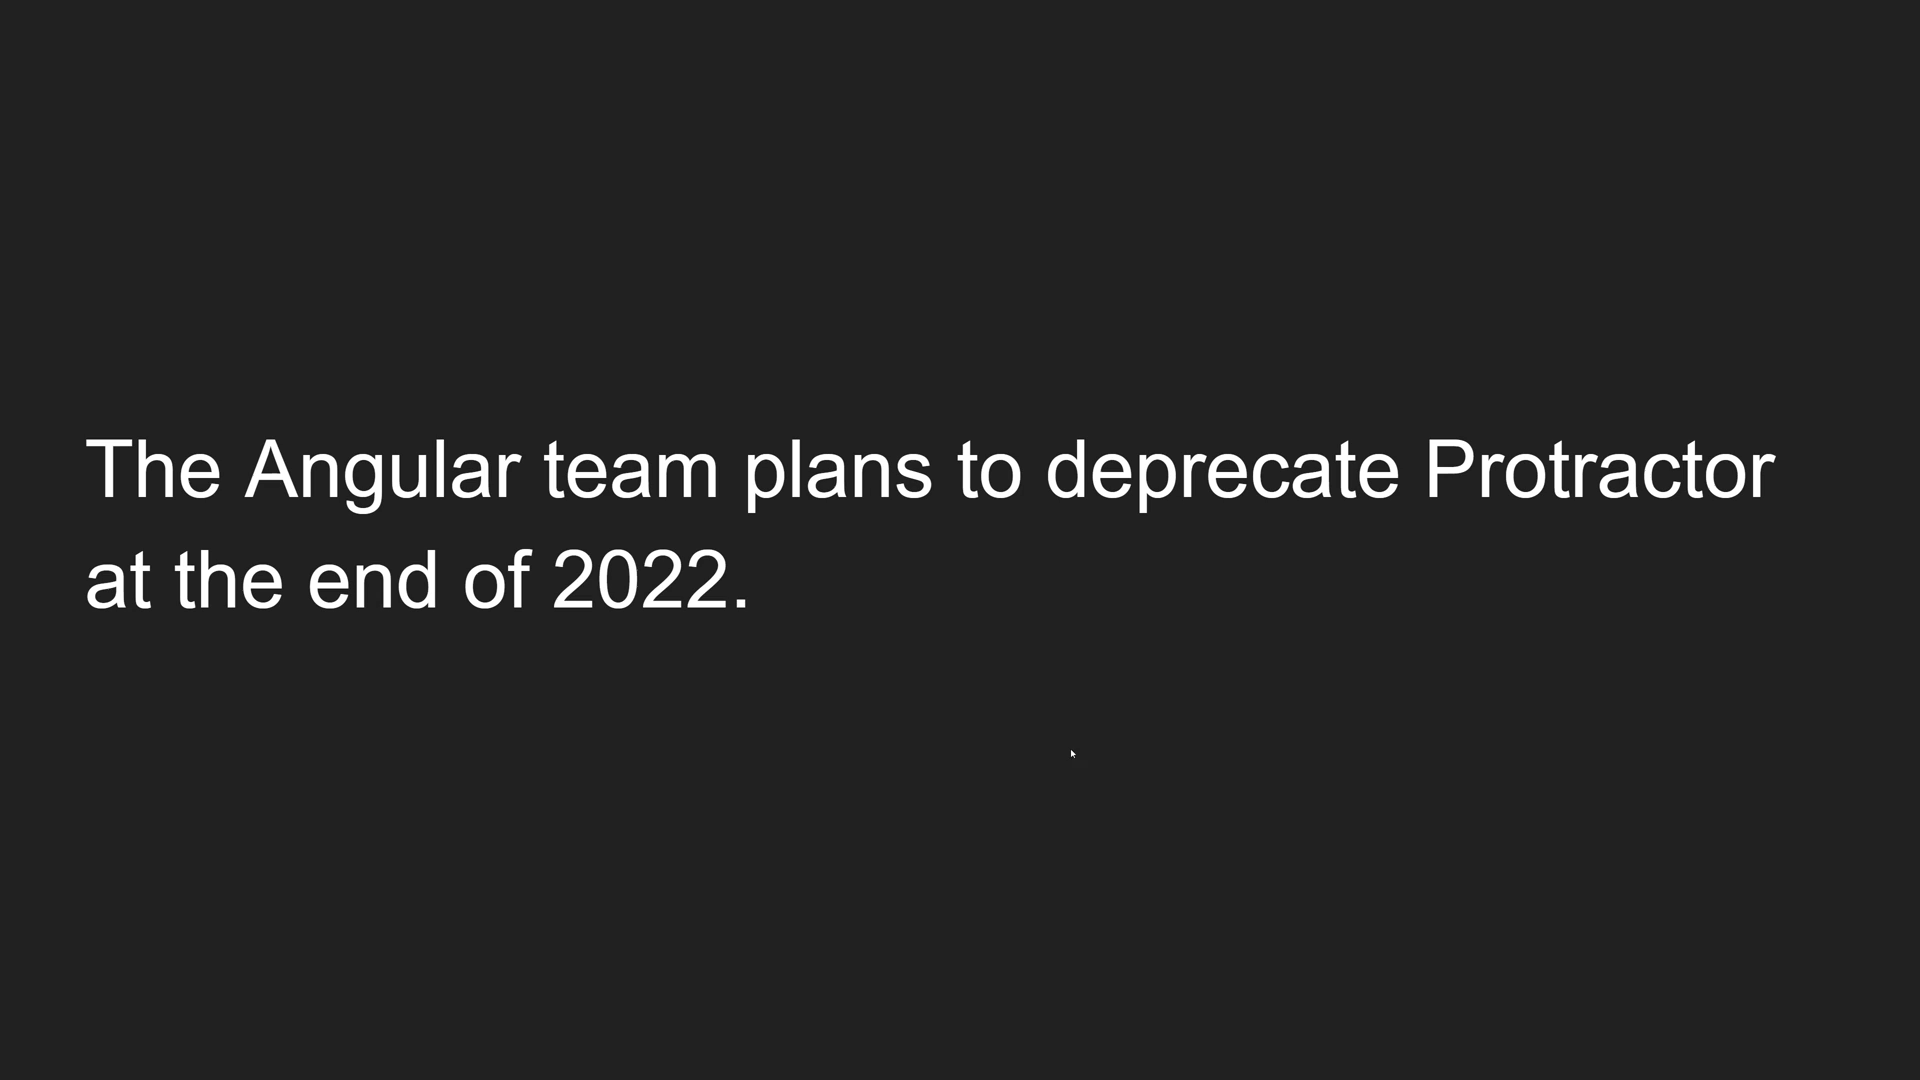 The Angular team plans to deprecate Protractor
at the end of 2022.